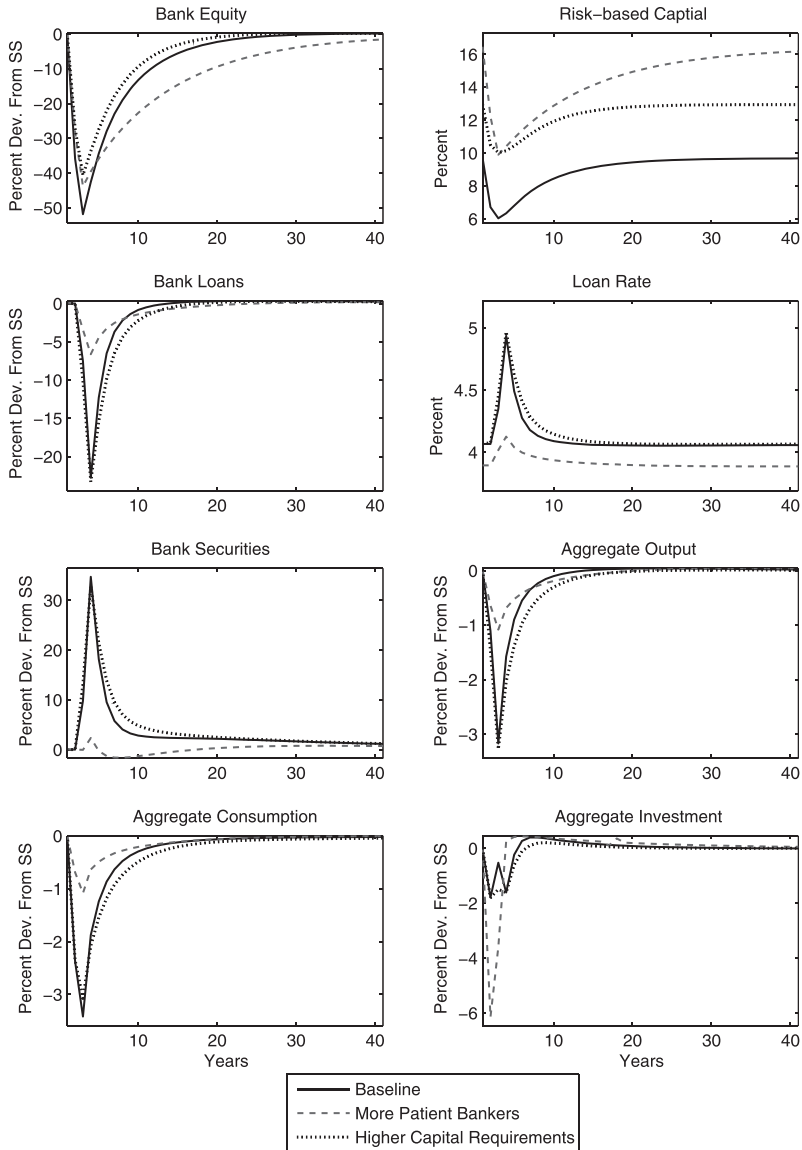 Bank Equity
Percent Dev. From SS
0
−10
−20
−30
−40
−50
10 20 30 40
Risk−based Captial
Percent
16
14
12
10
8
6
10 20 30 40
Bank Loans
Percent Dev. From SS
0
−5
−10
−15
−20
10 20 30 40
Loan Rate
Percent
5
4.5
4
10 20 30 40
Bank Securities
Percent Dev. From SS
30
20
10
0
10 20 30 40
Aggregate Output
Percent Dev. From SS
0
−1
−2
−3
10 20 30 40
Aggregate Consumption
Percent Dev. From SS
0
−1
−2
−3
10 20 30 40
Years
Aggregate Investment
Percent Dev. From SS
0
−2
−4
−6
10 20 30 40
Years
Baseline
More Patient Bankers
Higher Capital Requirements